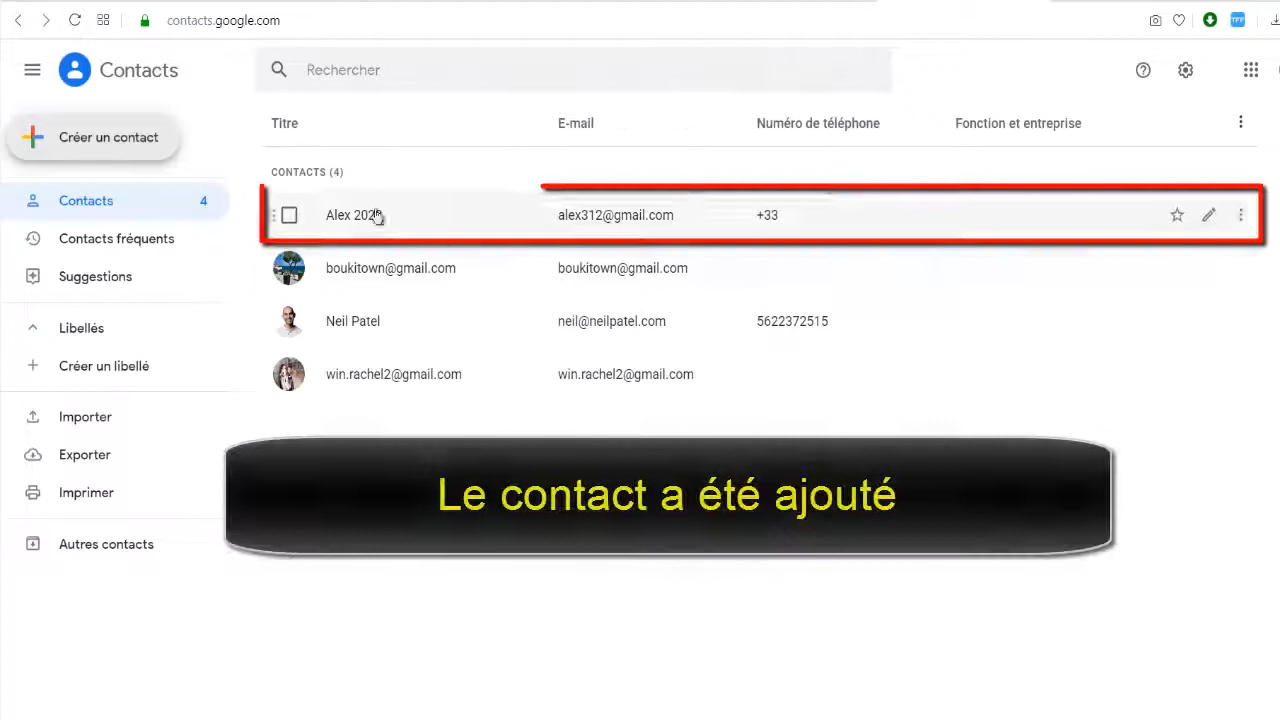 contacts.google.com
Contacts
Rechercher
Créer un contact
Contacts 4
Contacts fréquents
Suggestions
Libellés
Créer un libellé
Importer
Exporter
Imprimer
Autres contacts
Titre E-mail Numéro de téléphone Fonction et entreprise
CONTACTS (4)
Alex alex312@gmail.com +33
boukitown@gmail.com boukitown@gmail.com
Neil Patel neil@neilpatel.com 5622372515
win.rachel2@gmail.com win.rachel2@gmail.com
Le contact a été ajouté